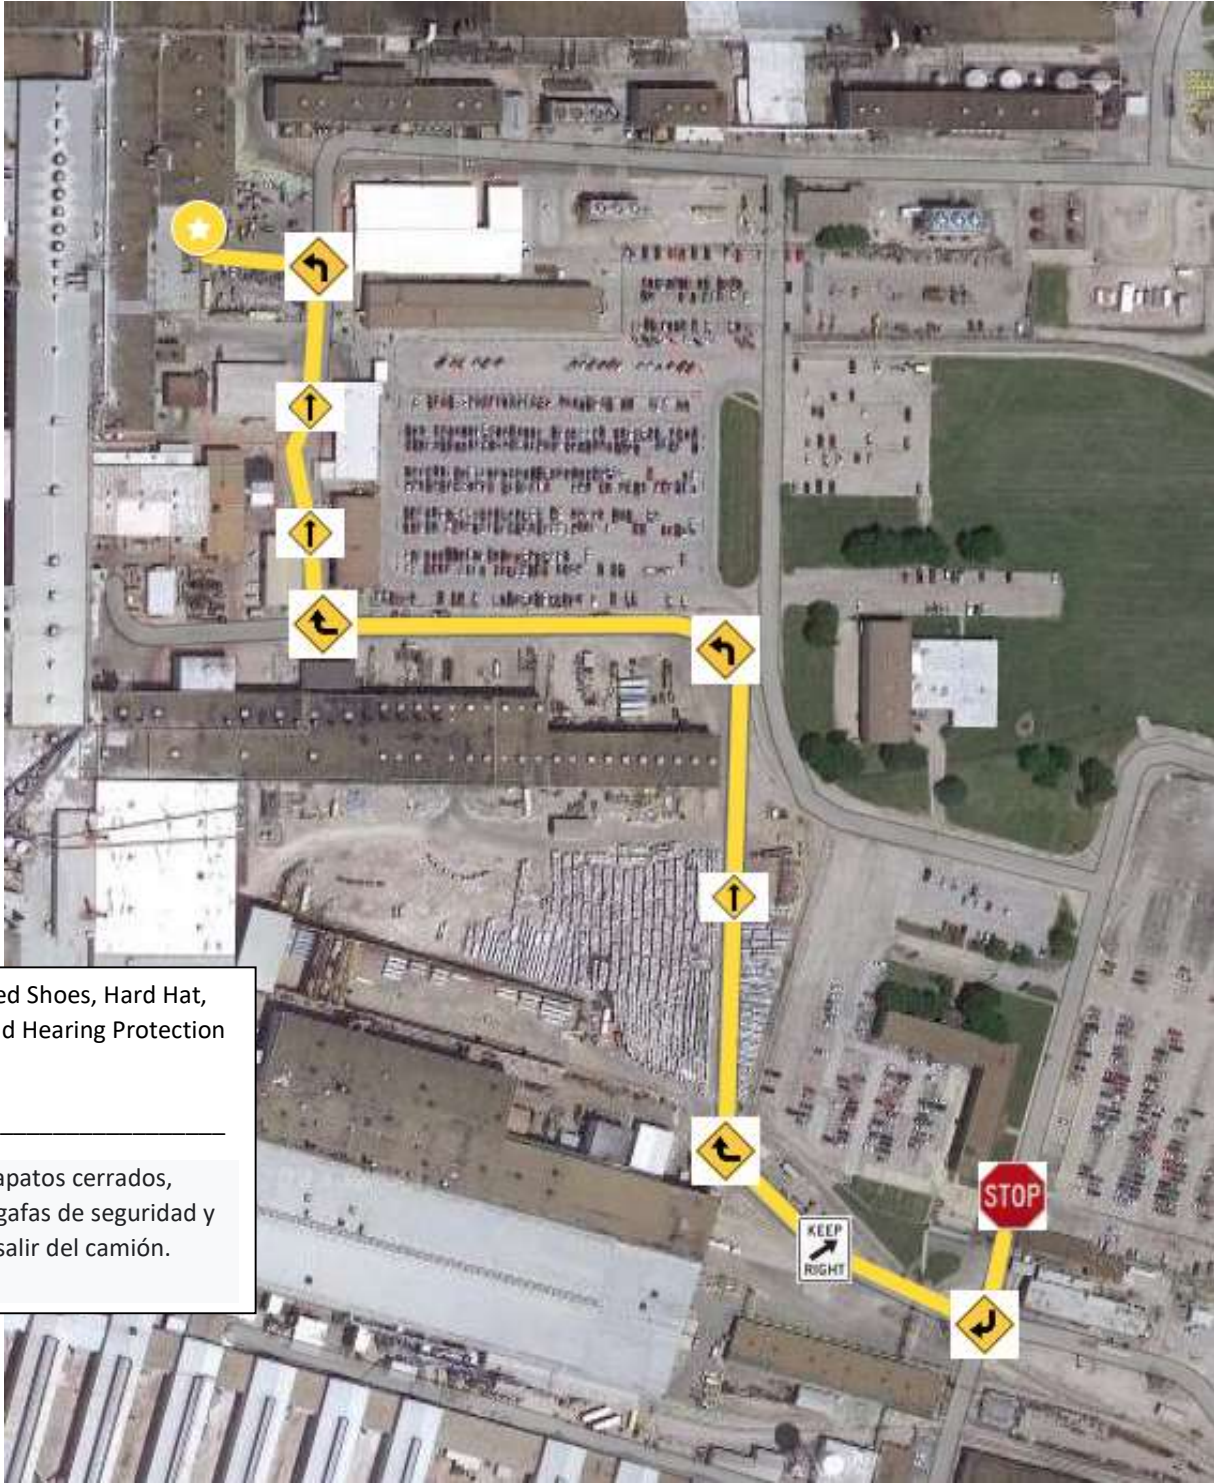 ed Shoes, Hard Hat,
d Hearing Protection
apatos cerrados,
gafas de seguridad y
salir del camión.
STOP
KEEP
RIGHT